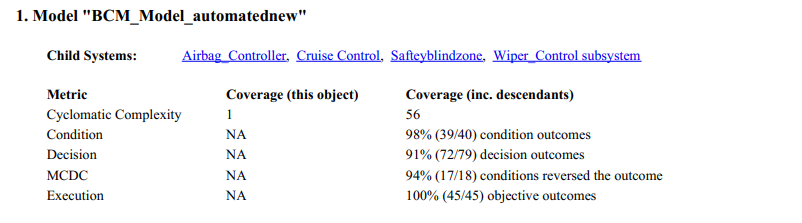 1. Model "BCM_Model_automatednew"
Child Systems: Airbag_Controller, Cruise Control, Safteyblindzone, Wiper_Control subsystem
Metric Coverage (this object) Coverage (inc. descendants)
Cyclomatic Complexity 1 56
Condition NA 98% (39/40) condition outcomes
Decision NA 91% (72/79) decision outcomes
MCDC NA 94% (17/18) conditions reversed the outcome
Execution NA 100% (45/45) objective outcomes